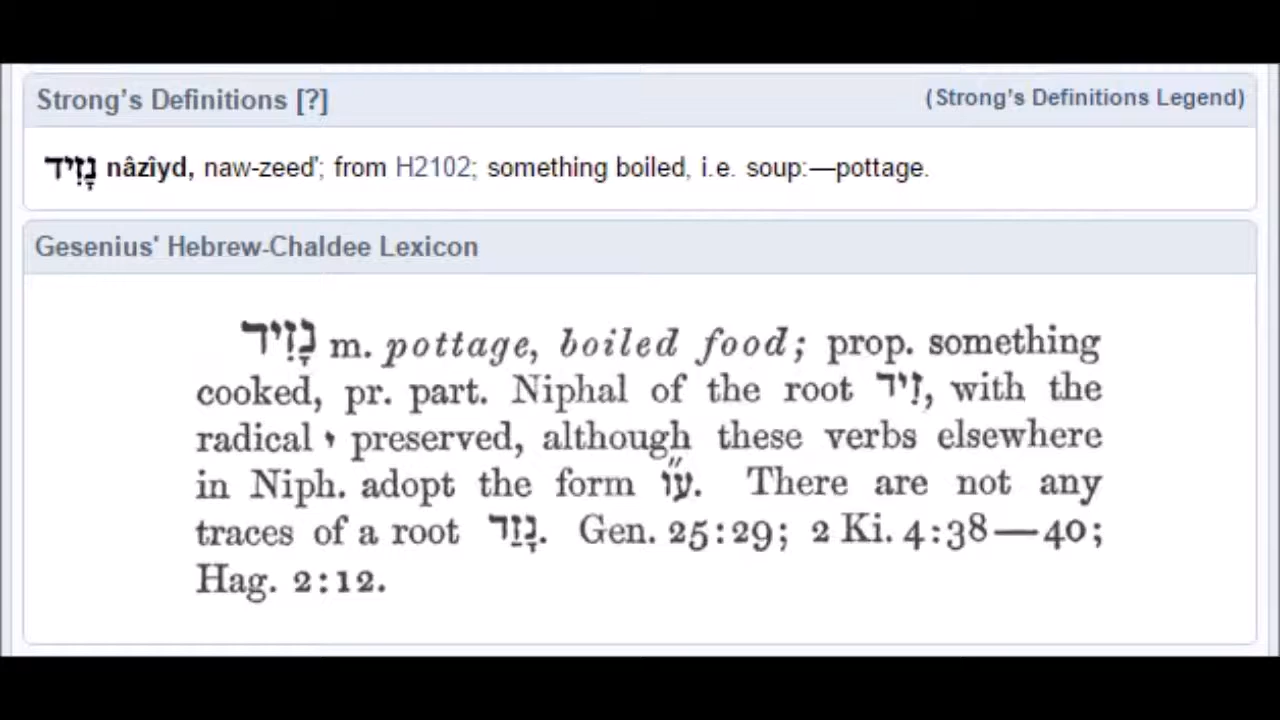 Strong's Definitions [?]
(Strong's Definitions Legend)
נָזִיד nâzîyd, naw-zeed'; from H2102; something boiled, i.e. soup:—pottage.
Gesenius' Hebrew-Chaldee Lexicon
נָזִיד m. pottage, boiled food; prop. something
cooked, pr. part. Niphal of the root זִיד, with the
radical י preserved, although these verbs elsewhere
in Niph. adopt the form ע״וֹ. There are not any
traces of a root נָזַד. Gen. 25:29; 2 Ki. 4:38—40;
Hag. 2:12.